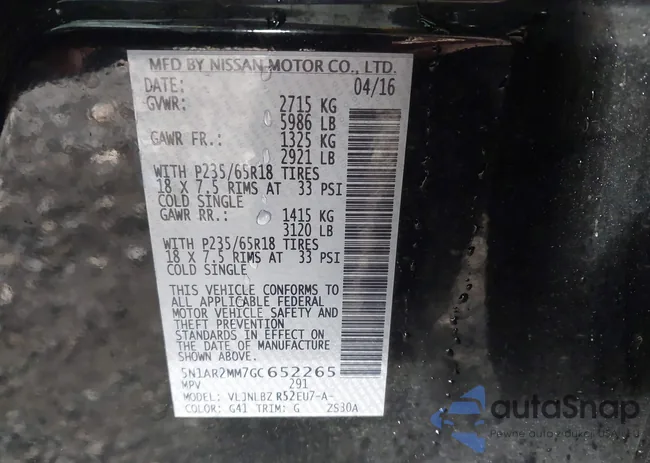 MFD BY NISSAN MOTOR CO., LTD.
DATE: 04/16
GVWR: 2715 KG
5986 LB
GAWR FR.: 1325 KG
2921 LB
WITH P235/65R18 TIRES
18 X 7.5 RIMS AT 33 PSI
COLD SINGLE
GAWR RR.: 1415 KG
3120 LB
WITH P235/65R18 TIRES
18 X 7.5 RIMS AT 33 PSI
COLD SINGLE
THIS VEHICLE CONFORMS TO
ALL APPLICABLE FEDERAL
MOTOR VEHICLE SAFETY AND
THEFT PREVENTION
STANDARDS IN EFFECT ON
THE DATE OF MANUFACTURE
SHOWN ABOVE.
5N1AR2MM7GC652265
MPV 291
MODEL: VLJNLBZ R52EU7-A-
COLOR: G41 TRIM: G 2S30A
autoSnap
Pewne auto